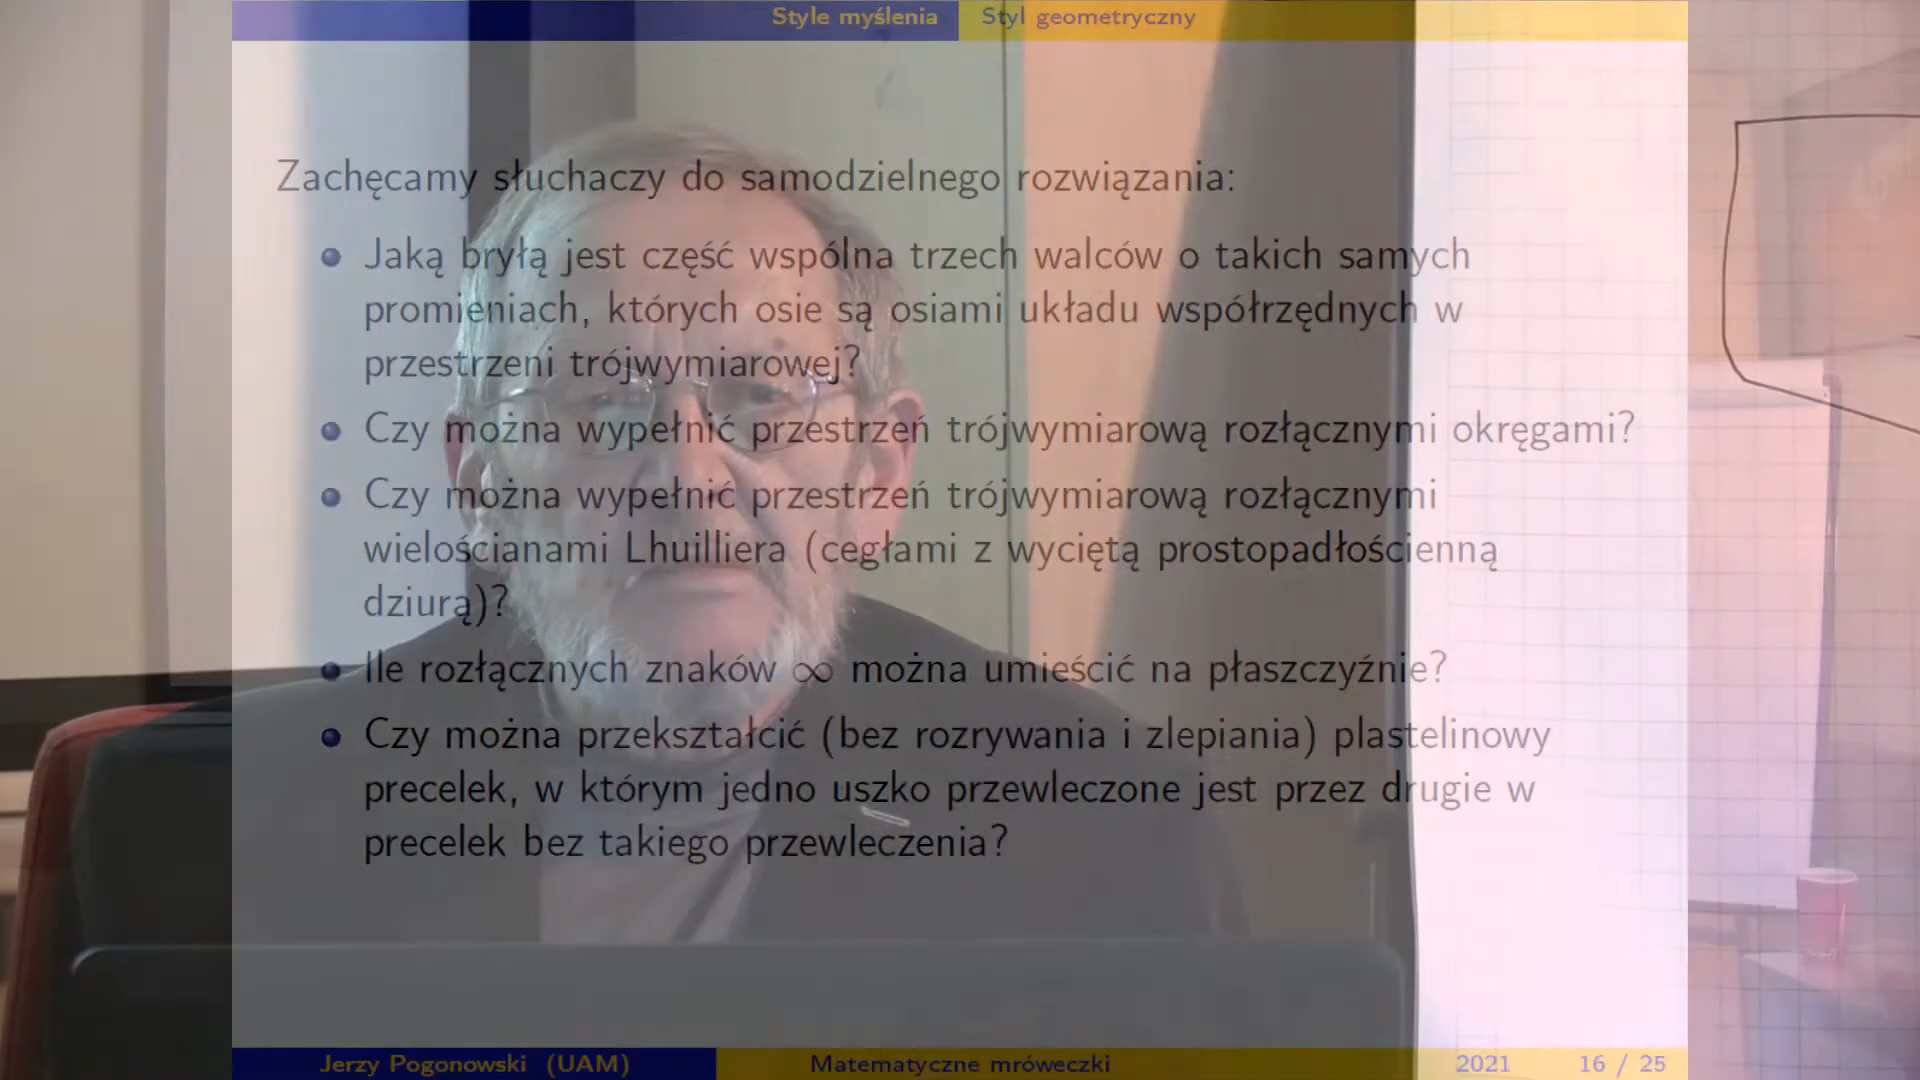 Style myślenia Styl geometryczny
Zachęcamy słuchaczy do samodzielnego rozwiązania:
Jaką bryłą jest część wspólna trzech walców o takich samych
promieniach, których osie są osiami układu współrzędnych w
przestrzeni trójwymiarowej?
Czy można wypełnić przestrzeń trójwymiarową rozłącznymi okręgami?
Czy można wypełnić przestrzeń trójwymiarową rozłącznymi
wielościanami Lhuilliera (cegłami z wyciętą prostopadłościenną
dziurą)?
Ile rozłącznych znaków ∞ można umieścić na płaszczyźnie?
Czy można przekształcić (bez rozrywania i zlepiania) plastelinowy
precelek, w którym jedno uszko przewleczone jest przez drugie w
precelek bez takiego przewleczenia?
Jerzy Pogonowski (UAM) Matematyczne mróweczki 2021 16 / 25